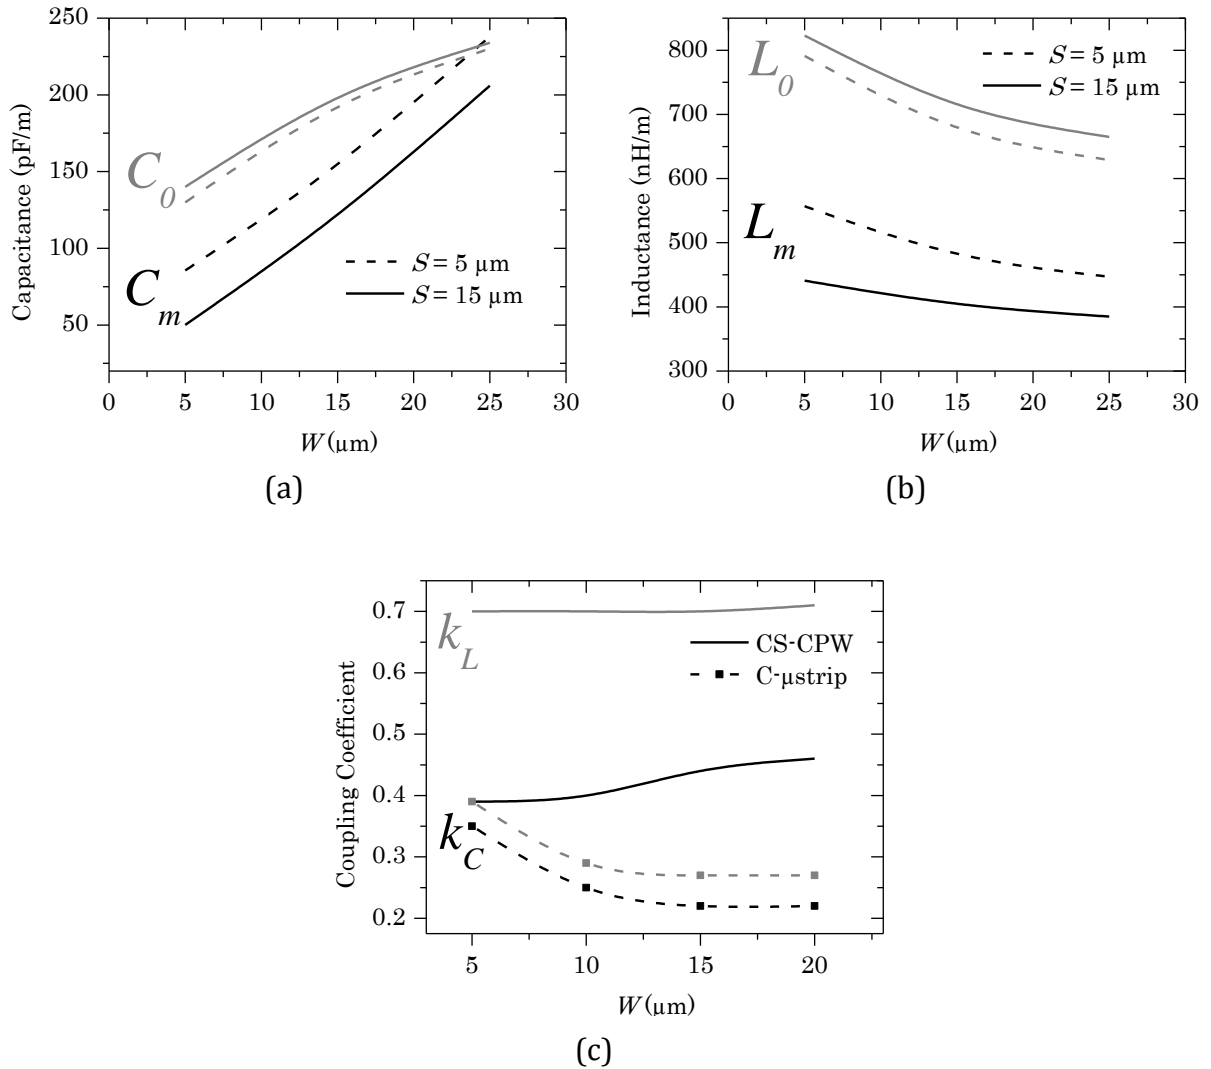 250
200
150
100
50
Capacitance (pF/m)
C0
Cm
S = 5 μm
S = 15 μm
0 5 10 15 20 25 30
W (μm)
(a)
800
700
600
500
400
300
Inductance (nH/m)
L0
Lm
S = 5 μm
S = 15 μm
0 5 10 15 20 25 30
W (μm)
(b)
0.7
0.6
0.5
0.4
0.3
0.2
Coupling Coefficient
kL
kC
CS-CPW
C-μstrip
5 10 15 20
W (μm)
(c)